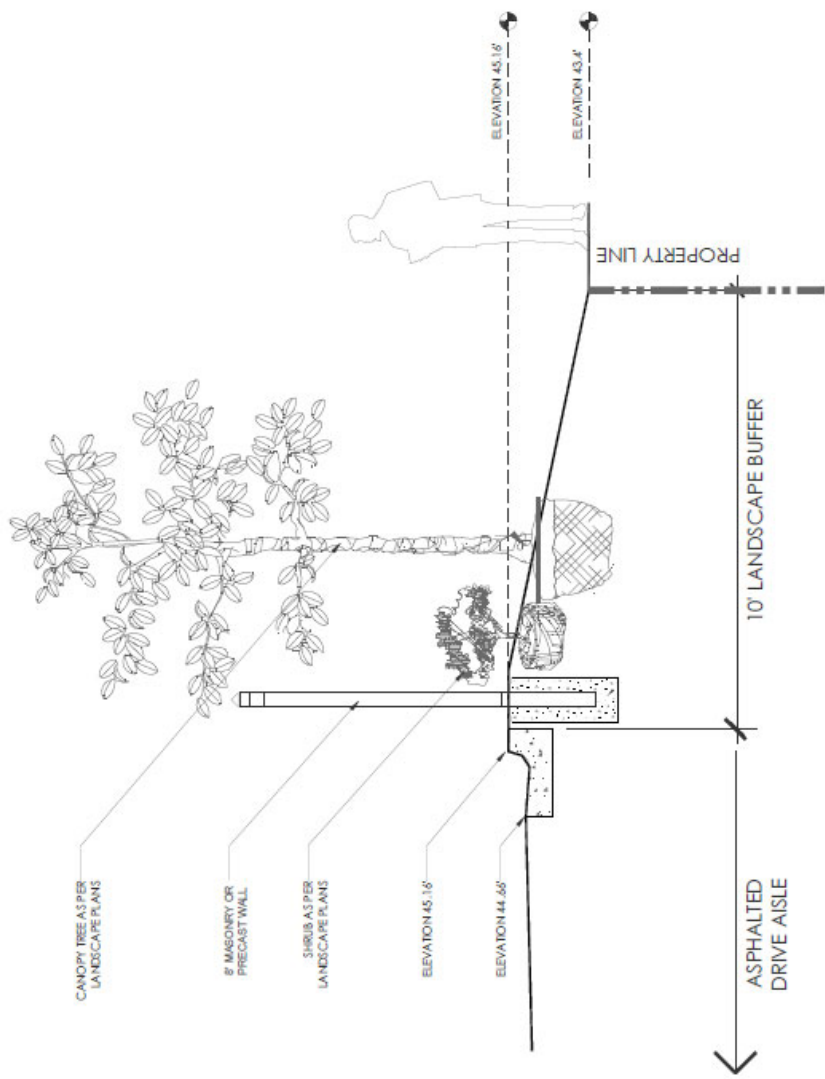 CANOPY TREE AS PER
LANDSCAPE PLANS
6' MASONRY OR
PRECAST WALL
SHRUB AS PER
LANDSCAPE PLANS
ELEVATION 45.16'
ELEVATION 44.66'
ASPHALTED
DRIVE AISLE
10' LANDSCAPE BUFFER
PROPERTY LINE
ELEVATION 45.16'
ELEVATION 43.4'